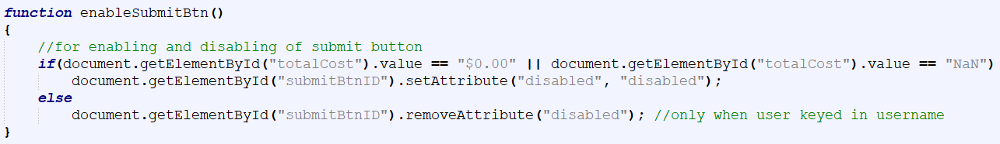 function enableSubmitBtn()
{
    //for enabling and disabling of submit button
    if(document.getElementById("totalCost").value == "$0.00" || document.getElementById("totalCost").value == "NaN")
        document.getElementById("submitBtnID").setAttribute("disabled", "disabled");
    else
        document.getElementById("submitBtnID").removeAttribute("disabled"); //only when user keyed in username
}